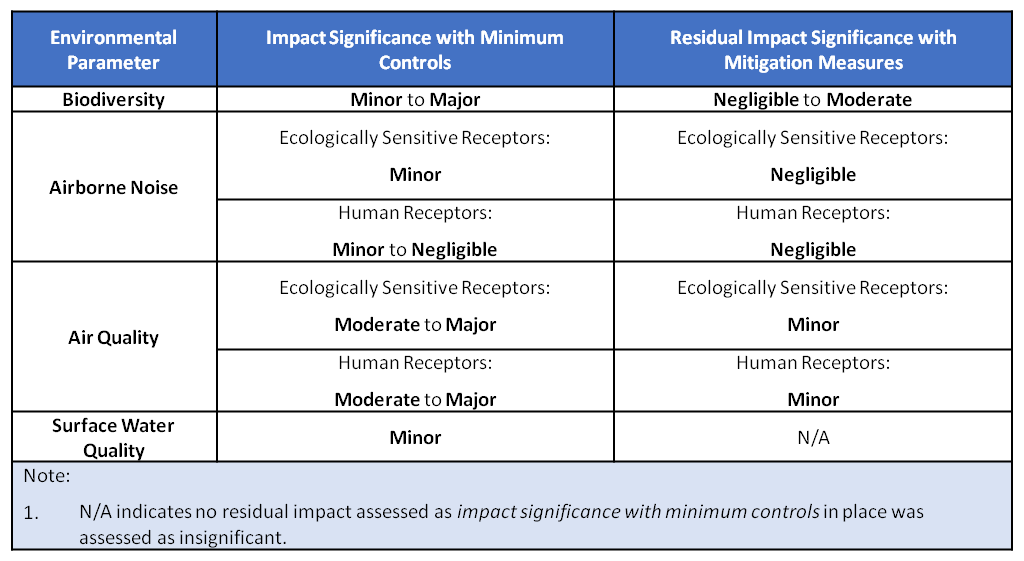 Environmental
Parameter
Impact Significance with Minimum
Controls
Residual Impact Significance with
Mitigation Measures
Biodiversity
Minor to Major
Negligible to Moderate
Airborne Noise
Ecologically Sensitive Receptors:
Minor
Ecologically Sensitive Receptors:
Negligible
Human Receptors:
Minor to Negligible
Human Receptors:
Negligible
Air Quality
Ecologically Sensitive Receptors:
Moderate to Major
Ecologically Sensitive Receptors:
Minor
Human Receptors:
Moderate to Major
Human Receptors:
Minor
Surface Water
Quality
Minor
N/A
Note:
1. N/A indicates no residual impact assessed as impact significance with minimum controls in place was
assessed as insignificant.